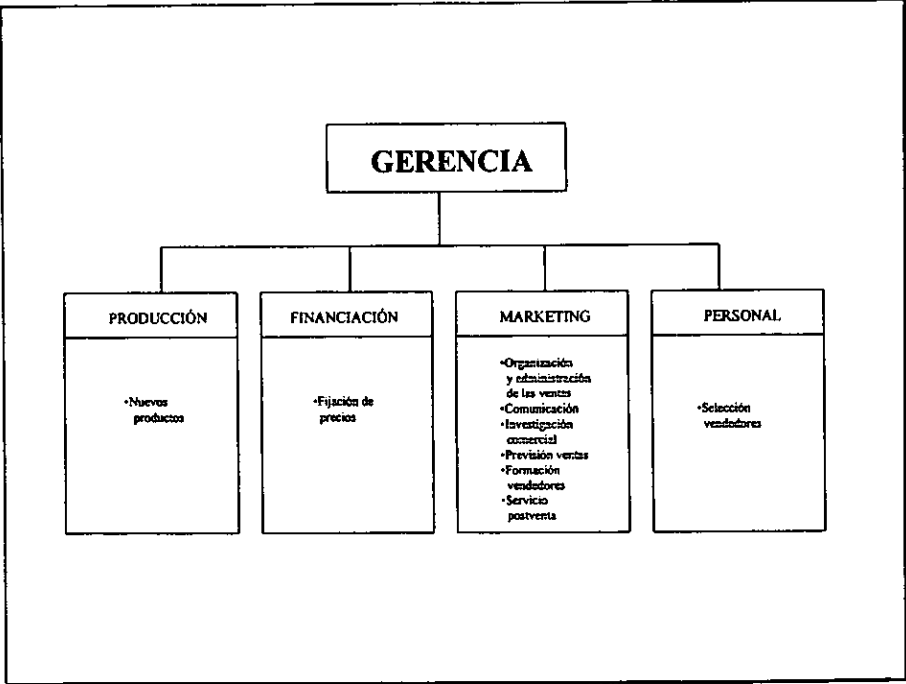 GERENCIA
PRODUCCIÓN
•Nuevos
productos
FINANCIACIÓN
•Fijación de
precios
MARKETING
•Organización
y administración
de las ventas
•Comunicación
•Investigación
comercial
•Previsión ventas
•Formación
vendedores
•Servicio
postventa
PERSONAL
•Selección
vendedores